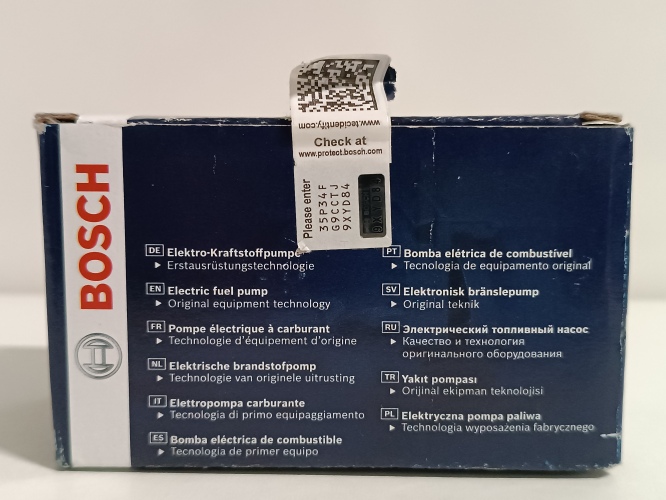 www.tecidentify.com
Check at
www.protect.bosch.com
Please enter
35P34F
G9CCTJ
9XYD84
BOSCH
DE Elektro-Kraftstoffpumpe
► Erstausrüstungstechnologie
EN Electric fuel pump
► Original equipment technology
FR Pompe électrique à carburant
► Technologie d'équipement d'origine
NL Elektrische brandstofpomp
► Technologie van originele uitrusting
IT Elettropompa carburante
► Tecnologia di primo equipaggiamento
ES Bomba eléctrica de combustible
► Tecnología de primer equipo
PT Bomba elétrica de combustível
► Tecnologia de equipamento original
SV Elektronisk bränslepump
► Original teknik
RU Электрический топливный насос
► Качество и технология
оригинального оборудования
TR Yakıt pompası
► Orijinal ekipman teknolojisi
PL Elektryczna pompa paliwa
► Technologia wyposażenia fabrycznego